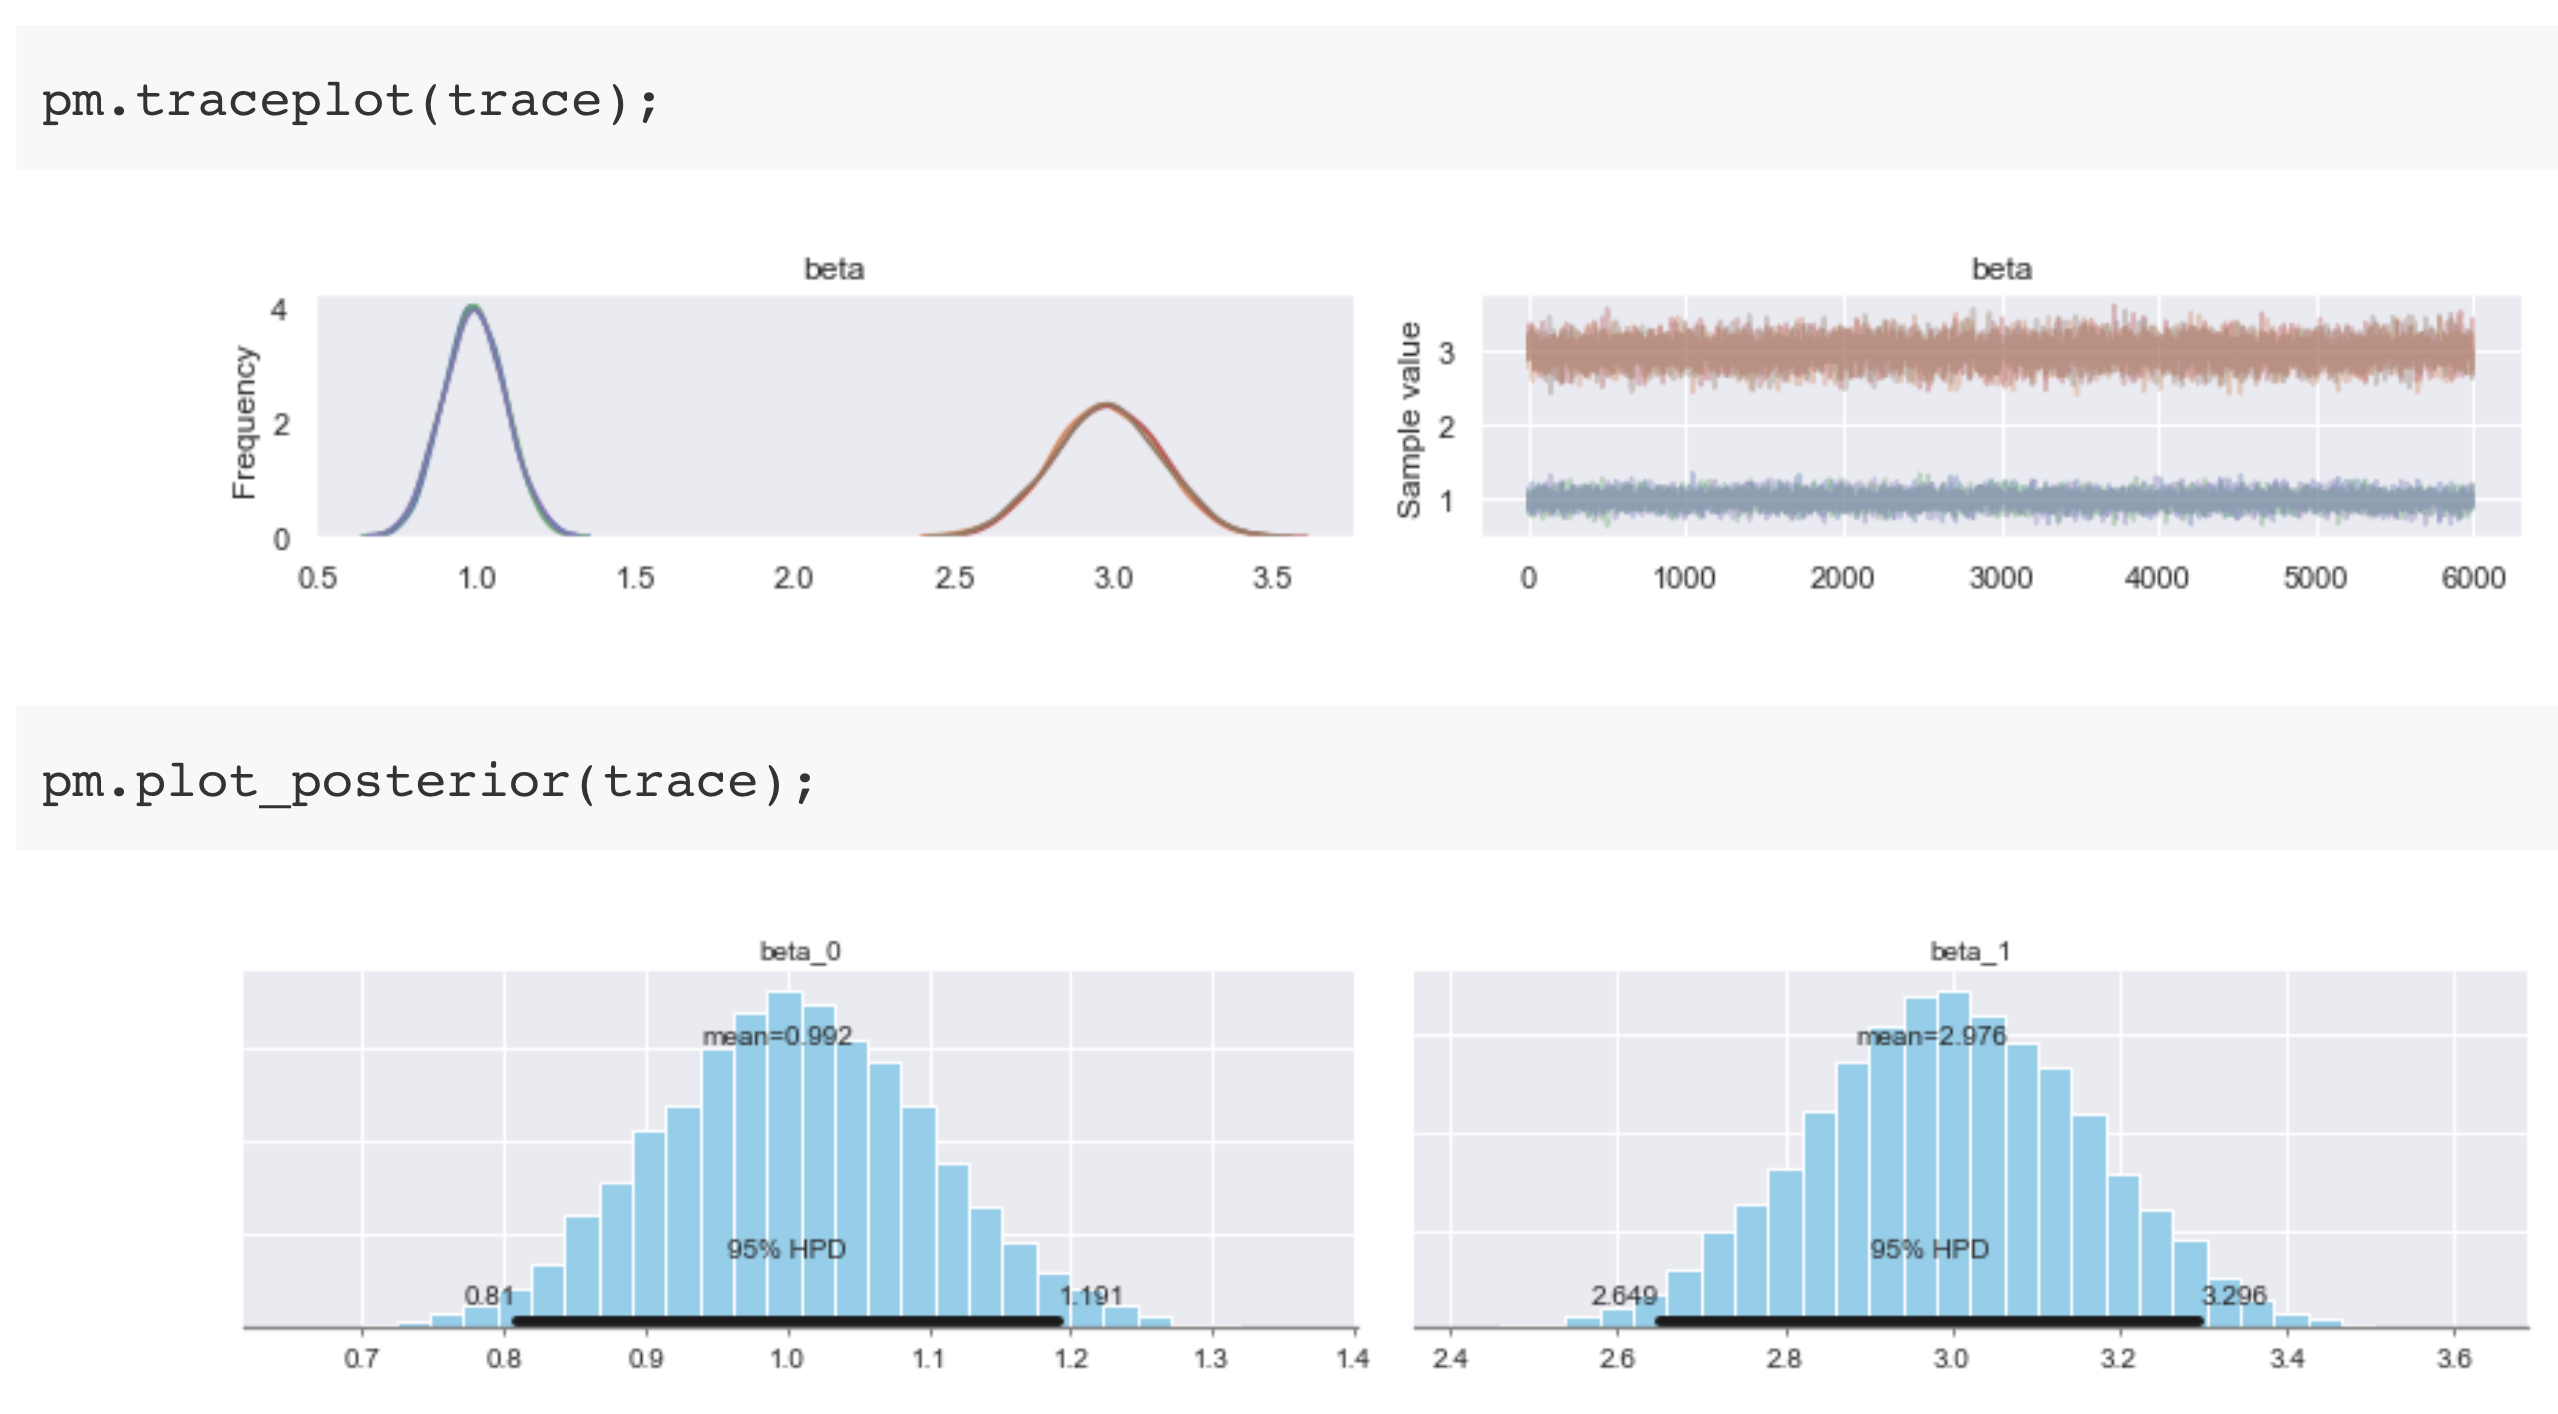 pm.traceplot(trace);
beta
Frequency
4
2
0
0.5 1.0 1.5 2.0 2.5 3.0 3.5
beta
Sample value
3
2
1
0 1000 2000 3000 4000 5000 6000
pm.plot_posterior(trace);
beta_0
mean=0.992
95% HPD
0.81 1.191
0.7 0.8 0.9 1.0 1.1 1.2 1.3 1.4
beta_1
mean=2.976
95% HPD
2.649 3.296
2.4 2.6 2.8 3.0 3.2 3.4 3.6